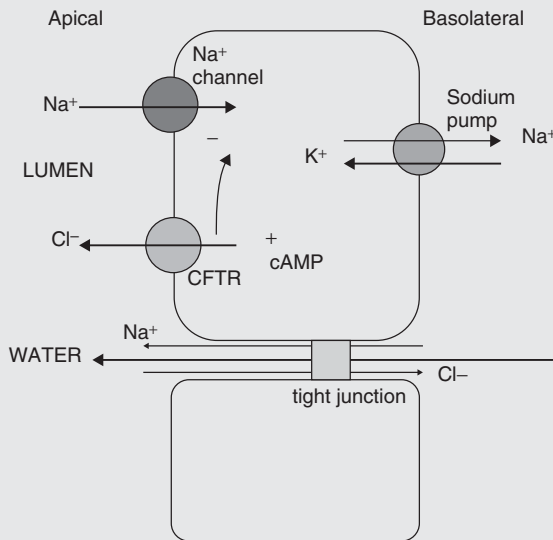 Apical
Basolateral
Na⁺
channel
Na⁺
Sodium
pump
Na⁺
–
K⁺
LUMEN
Cl–
+
cAMP
CFTR
Na⁺
WATER
Cl–
tight junction